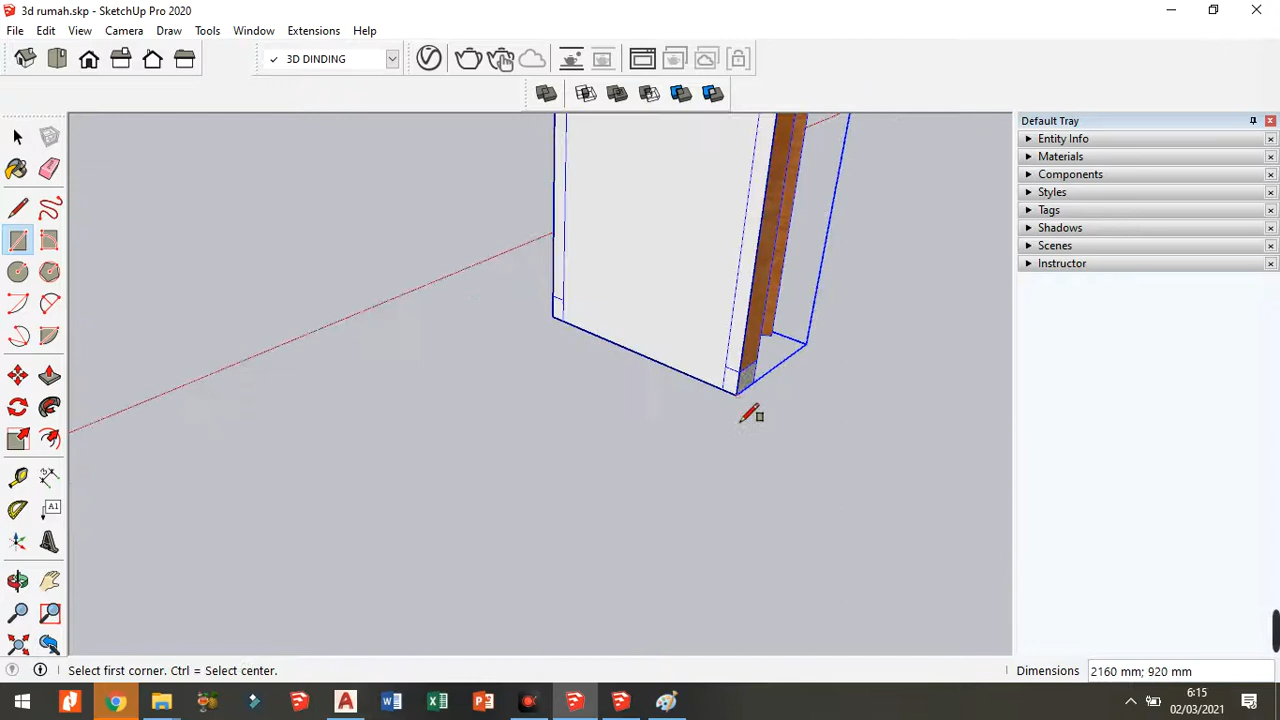 3d rumah.skp - SketchUp Pro 2020
File Edit View Camera Draw Tools Window Extensions Help
✓ 3D DINDING
Default Tray
Entity Info
Materials
Components
Styles
Tags
Shadows
Scenes
Instructor
A1
Select first corner. Ctrl = Select center.
Dimensions 2160 mm; 920 mm
6:15
02/03/2021